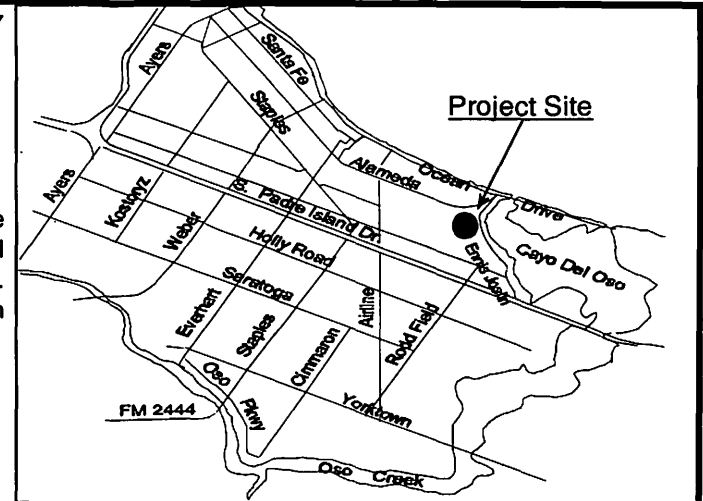 Ayers
Santa Fe
Staples
Project Site
Alameda
Ocean
Drive
Ayers
Kostoryz
Weber
S. Padre Island Dr.
Holly Road
Ennis Joslin
Cayo Del Oso
Saratoga
Everhart
Staples
Cimmaron
Airline
Rodd Field
Oso
Pkwy
FM 2444
Yorktown
Oso Creek